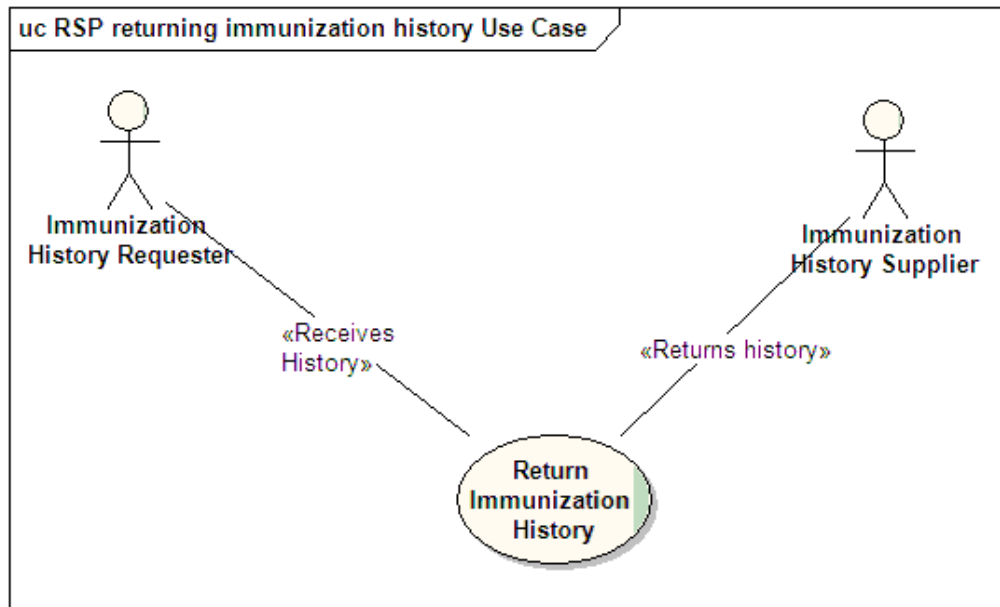 uc RSP returning immunization history Use Case
Immunization
History Requester
Immunization
History Supplier
«Receives
History»
«Returns history»
Return
Immunization
History